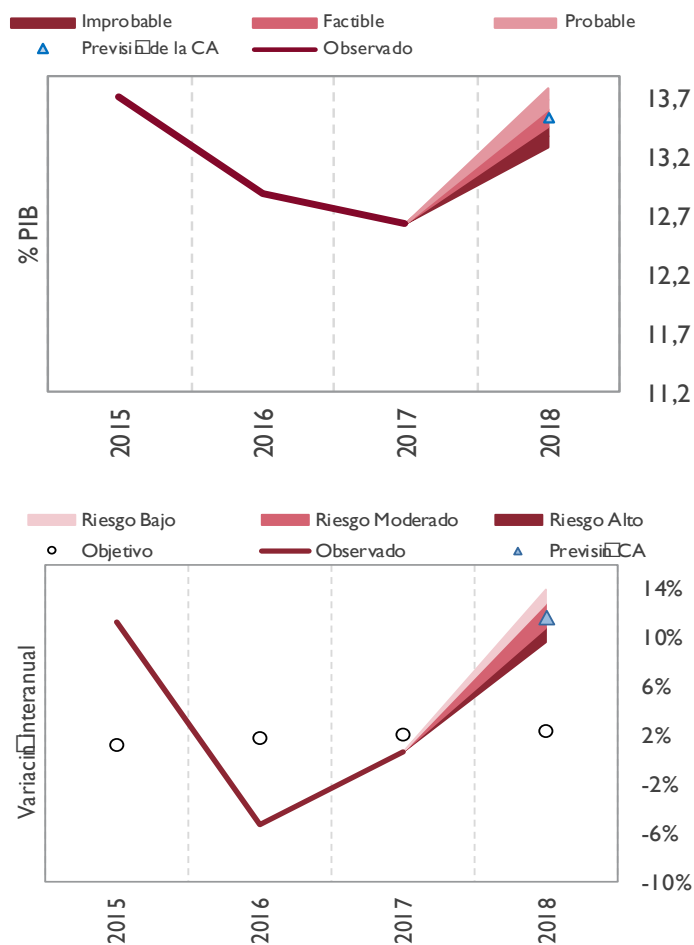 Improbable Factible Probable
Previsi□de la CA Observado
13,7
13,2
12,7
12,2
11,7
11,2
% PIB
2015 2016 2017 2018
Riesgo Bajo Riesgo Moderado Riesgo Alto
Objetivo Observado Previsin□CA
14%
10%
6%
2%
-2%
-6%
-10%
Variacin□Interanual
2015 2016 2017 2018